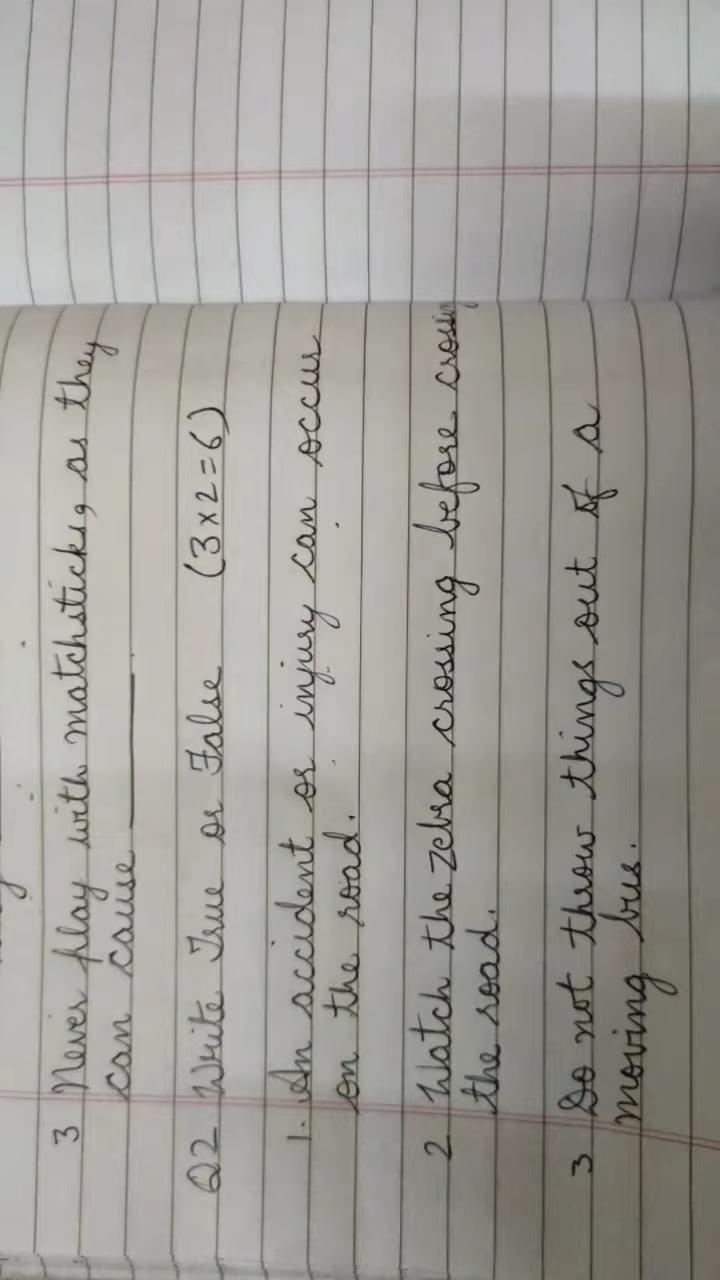 3 Never play with matchsticks, as they
can cause ______
Q2 Write True or False (3×2=6)
1. An accident or injury can occur
on the road.
2 Watch the zebra crossing before crossin
the road.
3 Do not throw things out of a
moving bus.